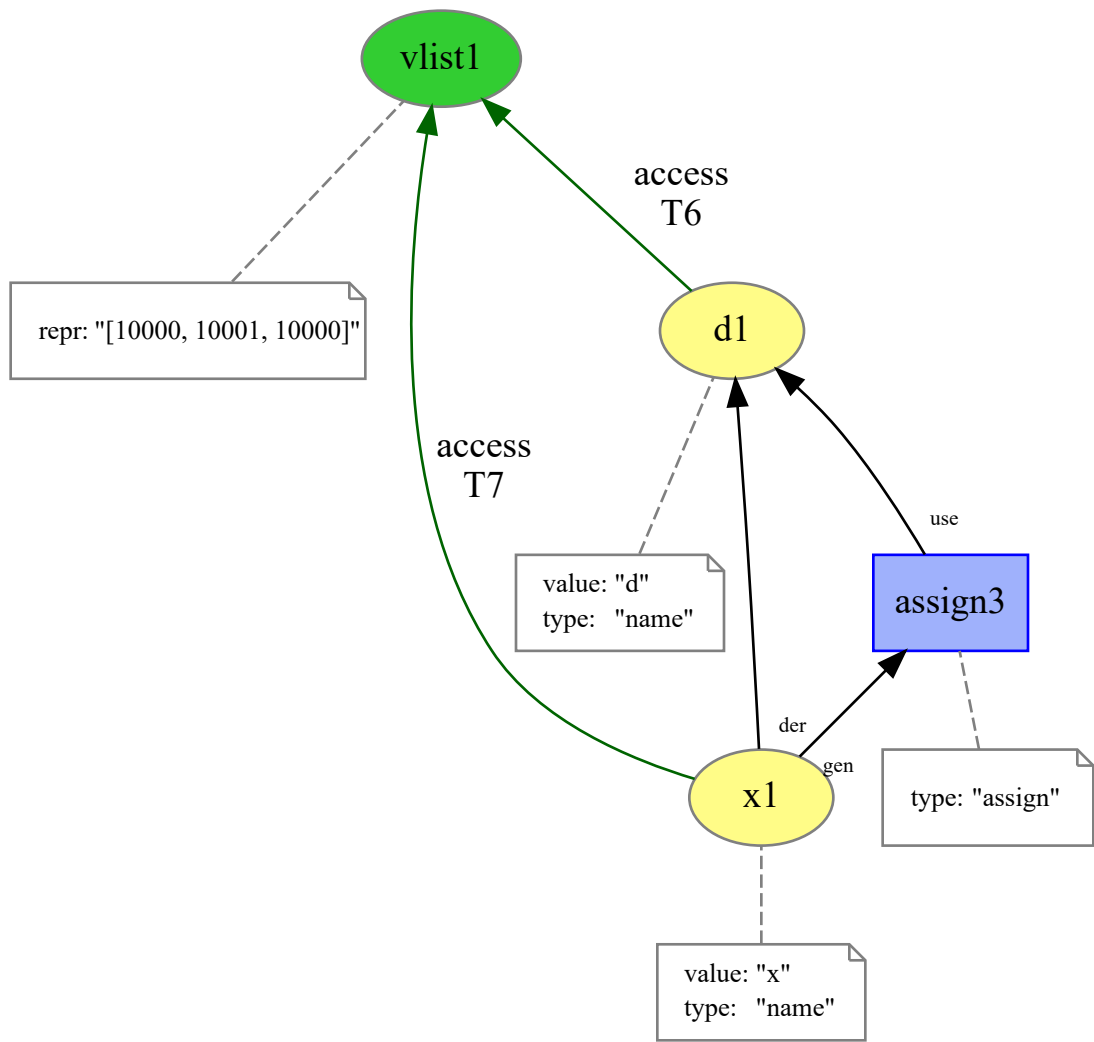 vlist1
access
T6
repr: "[10000, 10001, 10000]"
d1
access
T7
use
value: "d"
type: "name"
assign3
der
gen
x1
type: "assign"
value: "x"
type: "name"